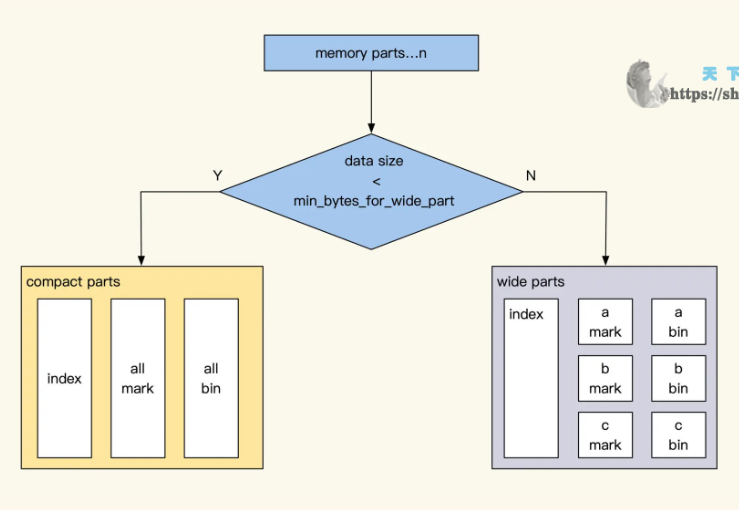 memory parts...n
天下
https://sh
data size
<
min_bytes_for_wide_part
Y
N
compact parts
index
all
mark
all
bin
wide parts
index
a
mark
a
bin
b
mark
b
bin
c
mark
c
bin